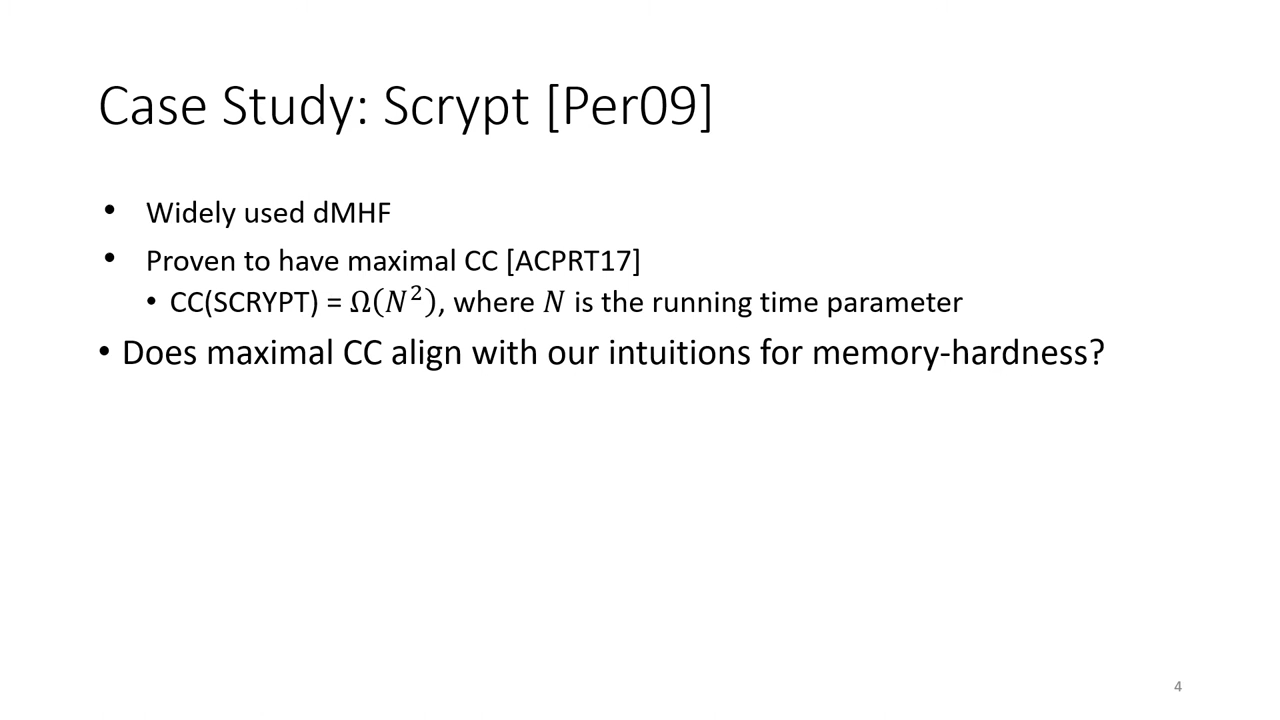 Case Study: Scrypt [Per09]
• Widely used dMHF
• Proven to have maximal CC [ACPRT17]
• CC(SCRYPT) = Ω(N²), where N is the running time parameter
• Does maximal CC align with our intuitions for memory-hardness?
4